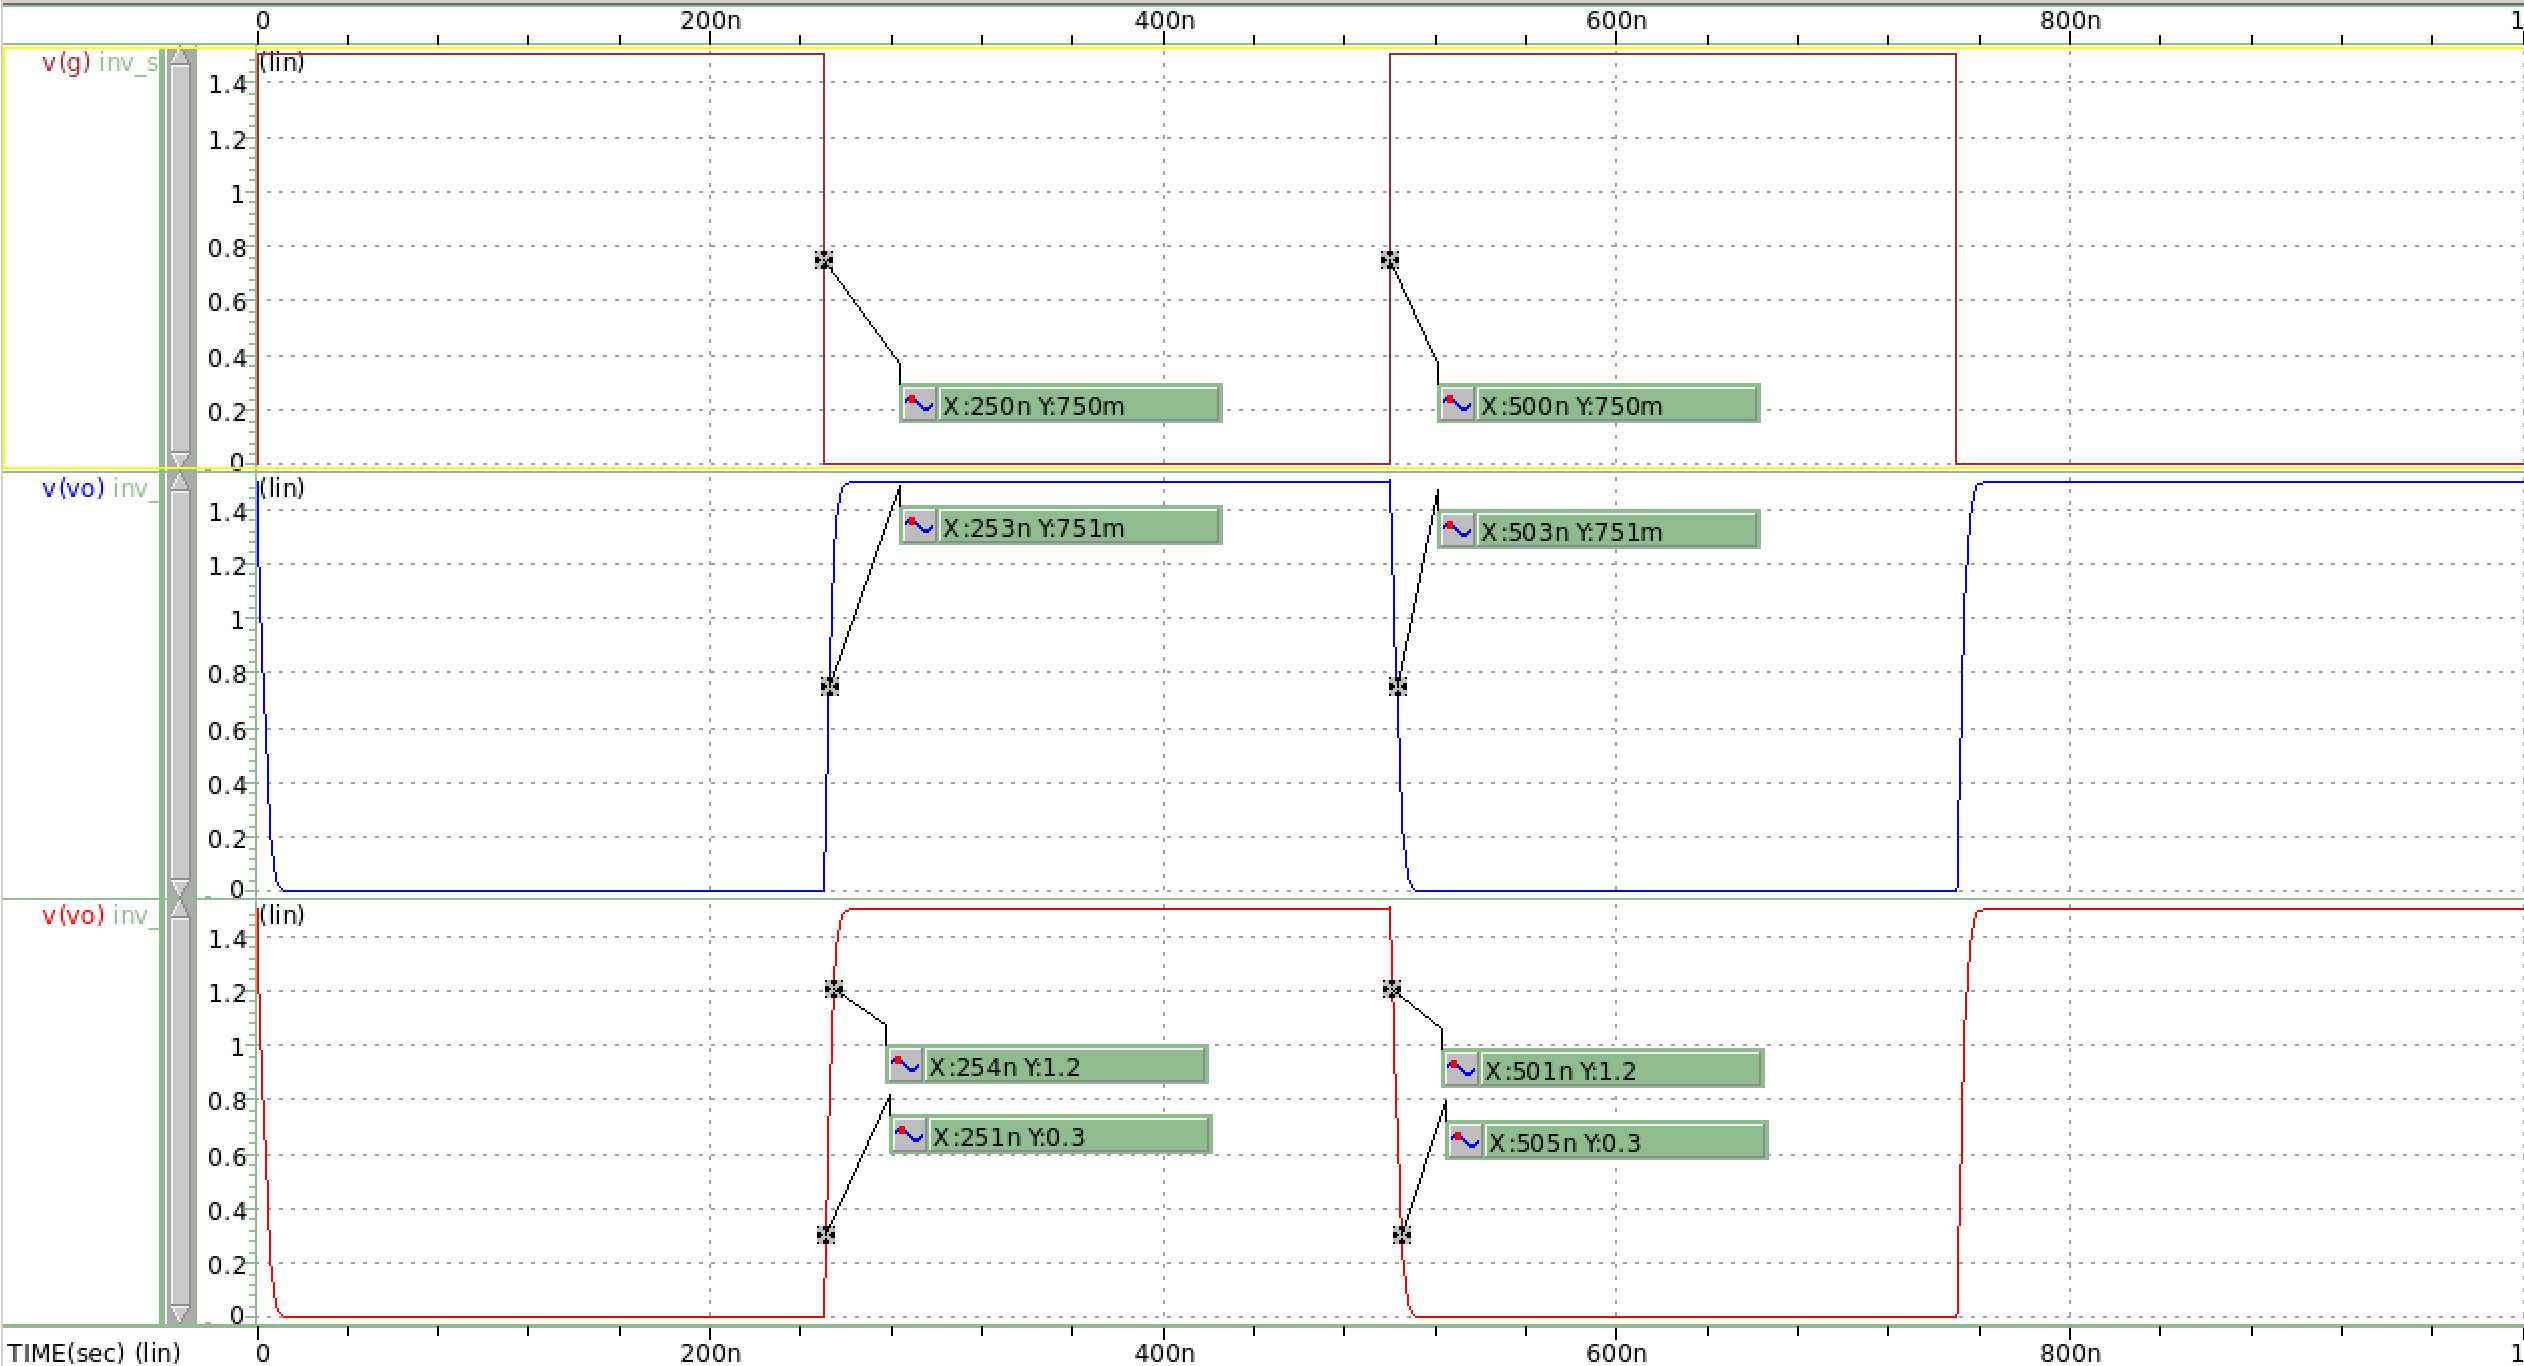 0 200n 400n 600n 800n 1
v(g) inv_s (lin)
1.4
1.2
1
0.8
0.6
0.4
0.2
0
X:250n Y:750m
X:500n Y:750m
v(vo) inv_ (lin)
1.4
1.2
1
0.8
0.6
0.4
0.2
0
X:253n Y:751m
X:503n Y:751m
v(vo) inv_ (lin)
1.4
1.2
1
0.8
0.6
0.4
0.2
0
X:254n Y:1.2
X:501n Y:1.2
X:251n Y:0.3
X:505n Y:0.3
TIME(sec) (lin) 0 200n 400n 600n 800n 1